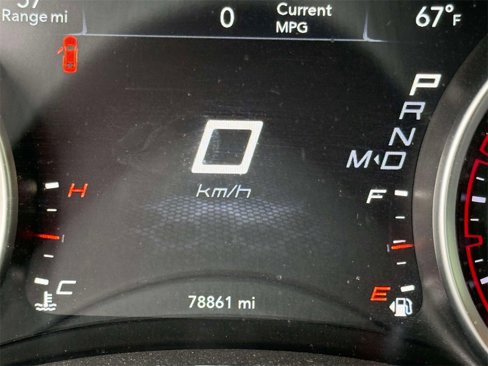 Range mi
0
Current
MPG
67°F
P
R
N
M◂D
0
km/h
H
C
F
E
78861 mi